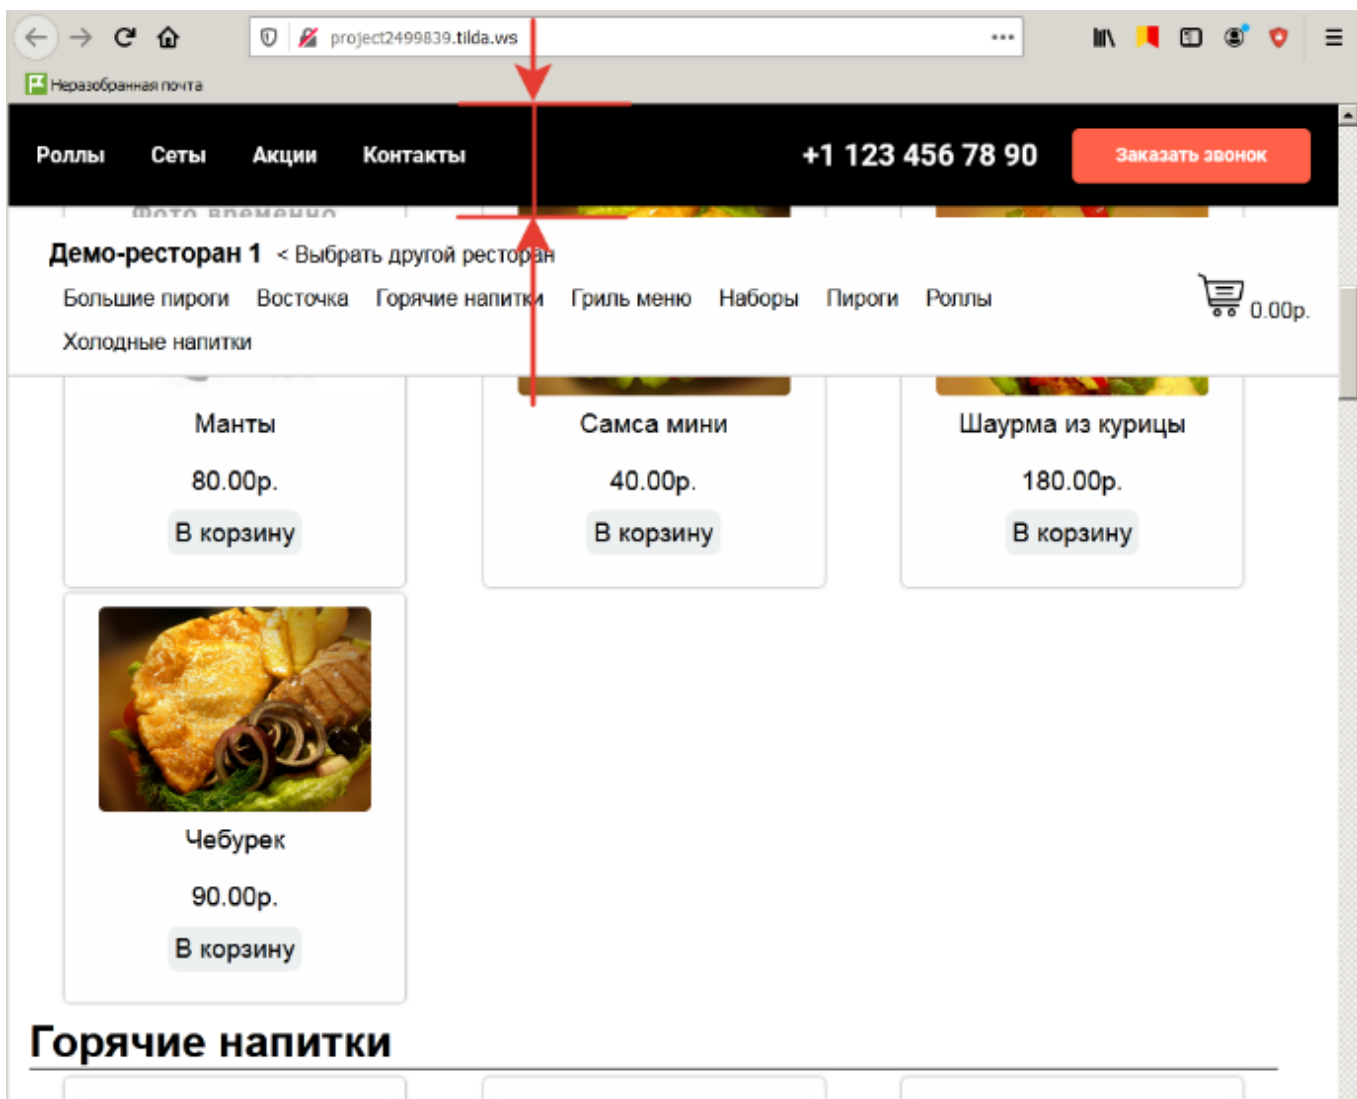 project2499839.tilda.ws
Неразобранная почта
Роллы Сеты Акции Контакты +1 123 456 78 90 Заказать звонок
Фото временно
Демо-ресторан 1 < Выбрать другой ресторан
Большие пироги Восточка Горячие напитки Гриль меню Наборы Пироги Роллы
0.00р.
Холодные напитки
Манты Самса мини Шаурма из курицы
80.00р. 40.00р. 180.00р.
В корзину В корзину В корзину
Чебурек
90.00р.
В корзину
Горячие напитки